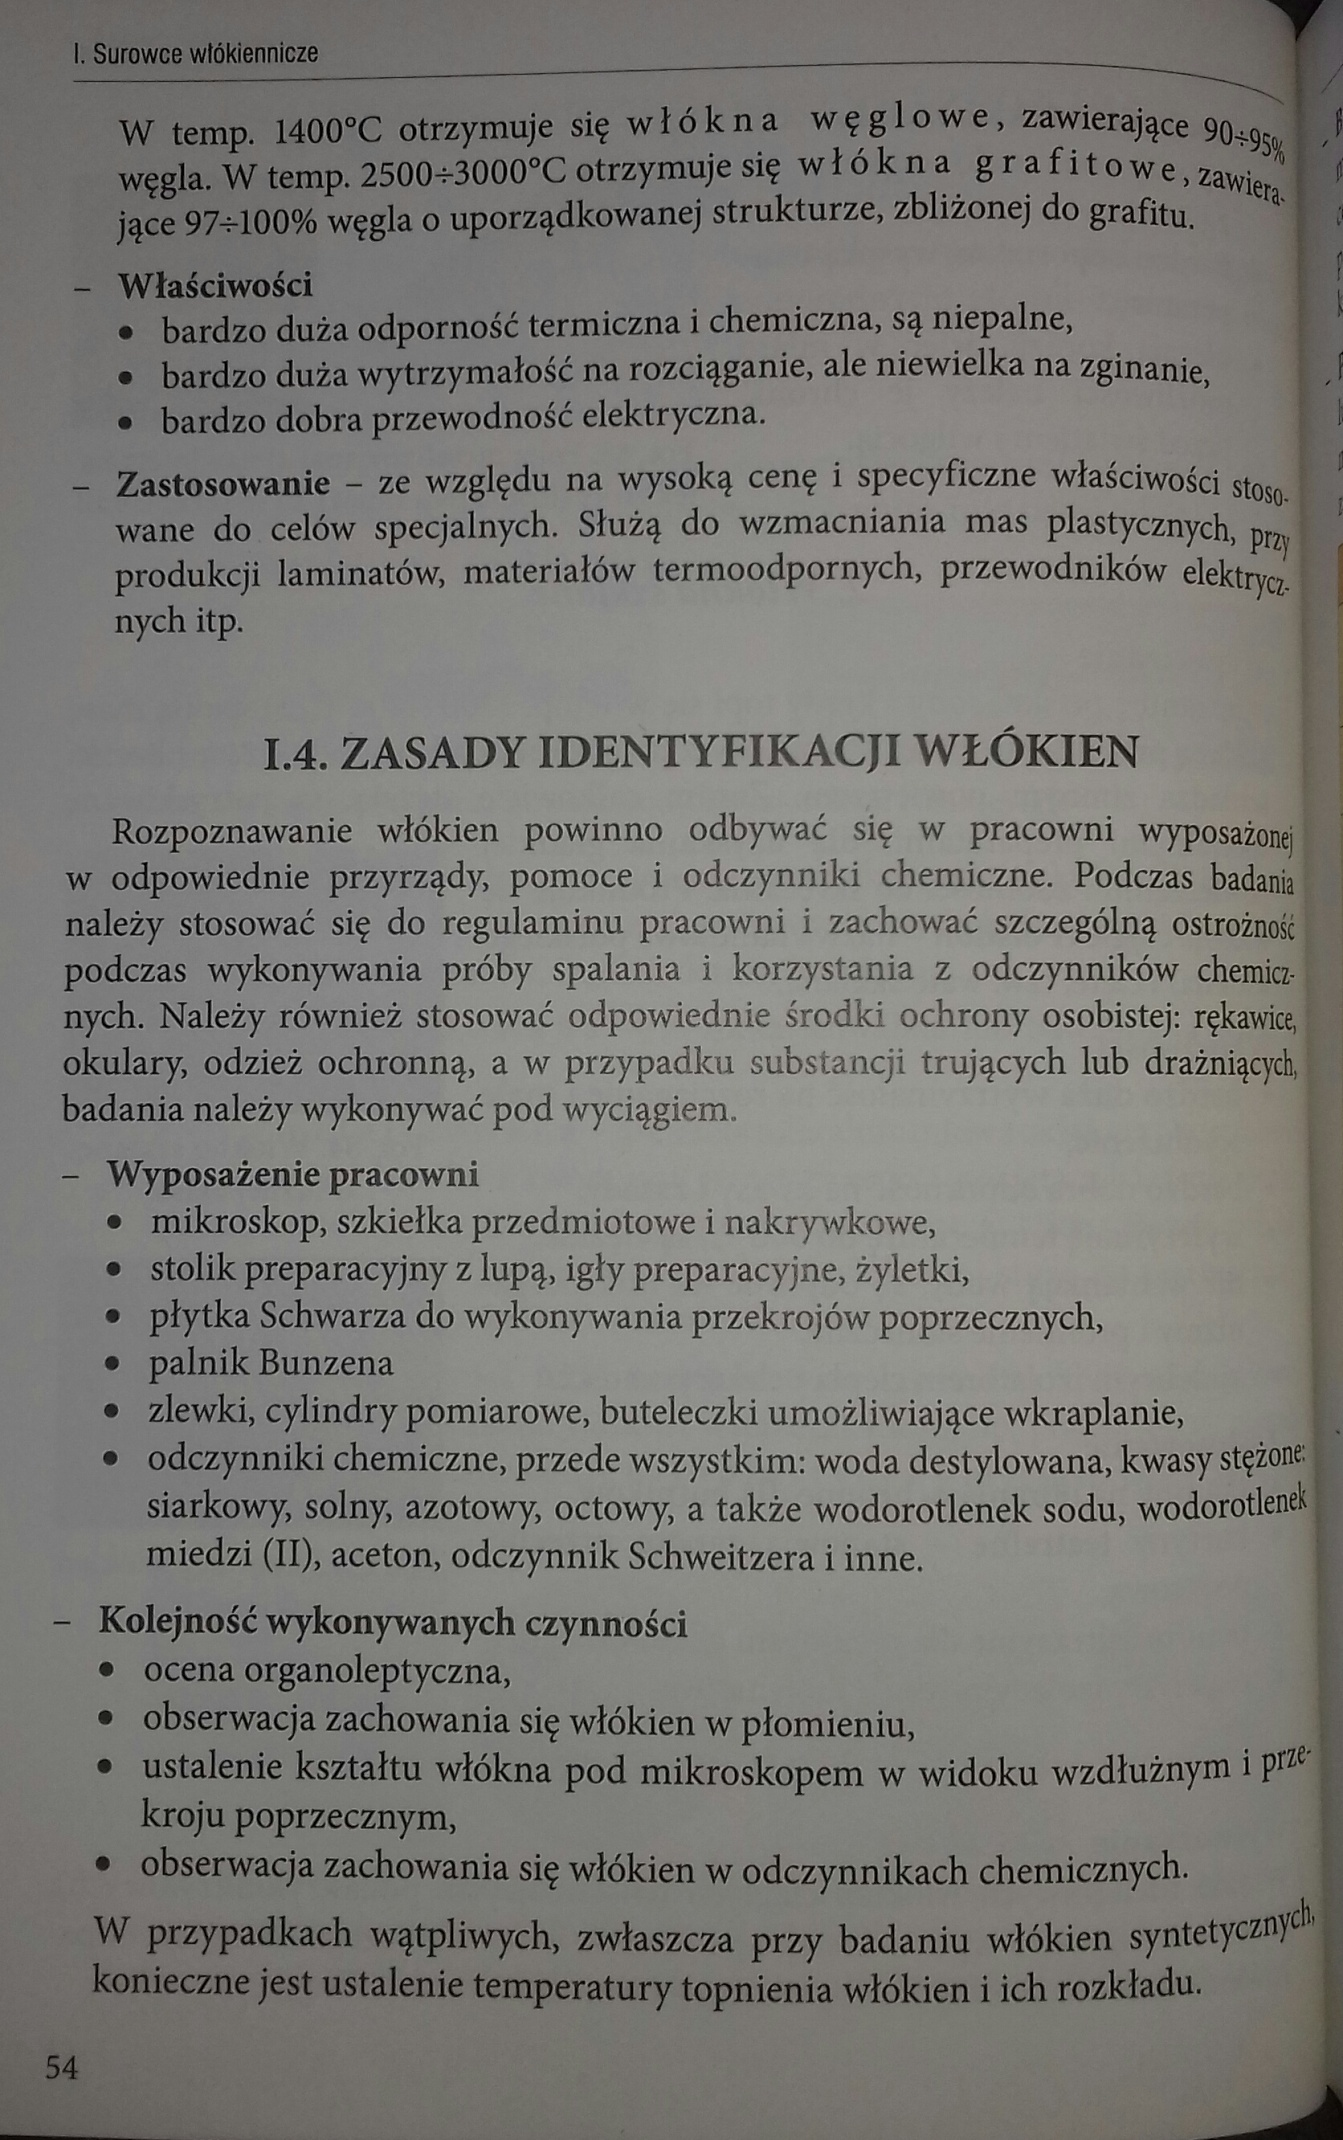 I. Surowce włókiennicze
W temp. 1400°C otrzymuje się włókna węglowe, zawierające 90÷95%
węgla. W temp. 2500÷3000°C otrzymuje się włókna grafitowe, zawiera-
jące 97÷100% węgla o uporządkowanej strukturze, zbliżonej do grafitu.
– Właściwości
• bardzo duża odporność termiczna i chemiczna, są niepalne,
• bardzo duża wytrzymałość na rozciąganie, ale niewielka na zginanie,
• bardzo dobra przewodność elektryczna.
– Zastosowanie – ze względu na wysoką cenę i specyficzne właściwości stoso-
wane do celów specjalnych. Służą do wzmacniania mas plastycznych, przy
produkcji laminatów, materiałów termoodpornych, przewodników elektrycz-
nych itp.
I.4. ZASADY IDENTYFIKACJI WŁÓKIEN
Rozpoznawanie włókien powinno odbywać się w pracowni wyposażonej
w odpowiednie przyrządy, pomoce i odczynniki chemiczne. Podczas badania
należy stosować się do regulaminu pracowni i zachować szczególną ostrożność
podczas wykonywania próby spalania i korzystania z odczynników chemicz-
nych. Należy również stosować odpowiednie środki ochrony osobistej: rękawice,
okulary, odzież ochronną, a w przypadku substancji trujących lub drażniących,
badania należy wykonywać pod wyciągiem.
– Wyposażenie pracowni
• mikroskop, szkiełka przedmiotowe i nakrywkowe,
• stolik preparacyjny z lupą, igły preparacyjne, żyletki,
• płytka Schwarza do wykonywania przekrojów poprzecznych,
• palnik Bunzena
• zlewki, cylindry pomiarowe, buteleczki umożliwiające wkraplanie,
• odczynniki chemiczne, przede wszystkim: woda destylowana, kwasy stężone:
siarkowy, solny, azotowy, octowy, a także wodorotlenek sodu, wodorotlenek
miedzi (II), aceton, odczynnik Schweitzera i inne.
– Kolejność wykonywanych czynności
• ocena organoleptyczna,
• obserwacja zachowania się włókien w płomieniu,
• ustalenie kształtu włókna pod mikroskopem w widoku wzdłużnym i prze-
kroju poprzecznym,
• obserwacja zachowania się włókien w odczynnikach chemicznych.
W przypadkach wątpliwych, zwłaszcza przy badaniu włókien syntetycznych,
konieczne jest ustalenie temperatury topnienia włókien i ich rozkładu.
54